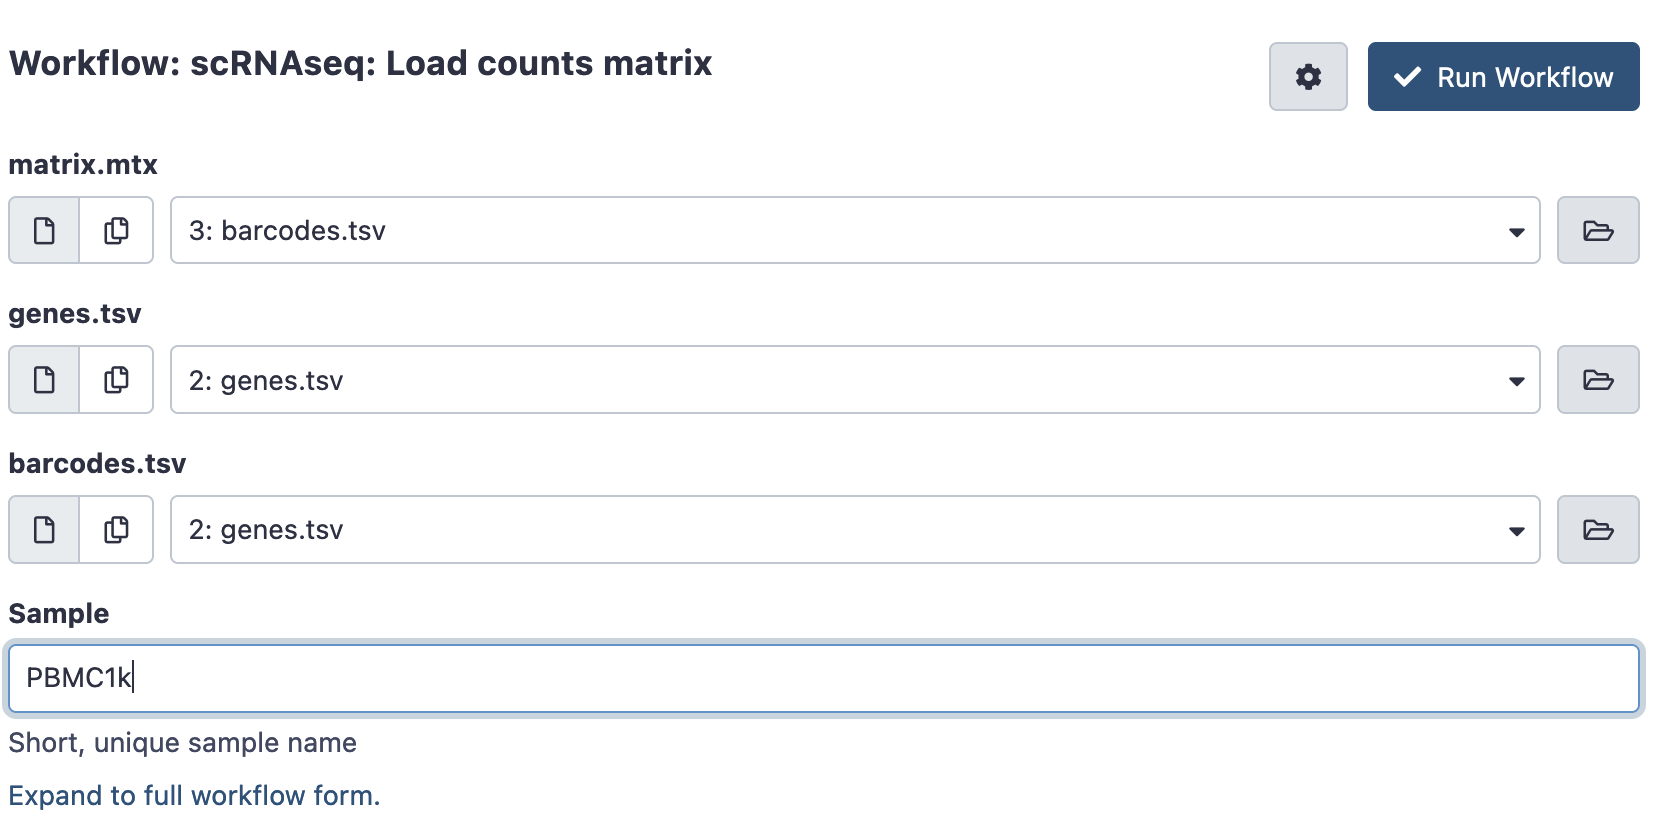 Workflow: scRNAseq: Load counts matrix
Run Workflow
matrix.mtx
3: barcodes.tsv
genes.tsv
2: genes.tsv
barcodes.tsv
2: genes.tsv
Sample
PBMC1k
Short, unique sample name
Expand to full workflow form.